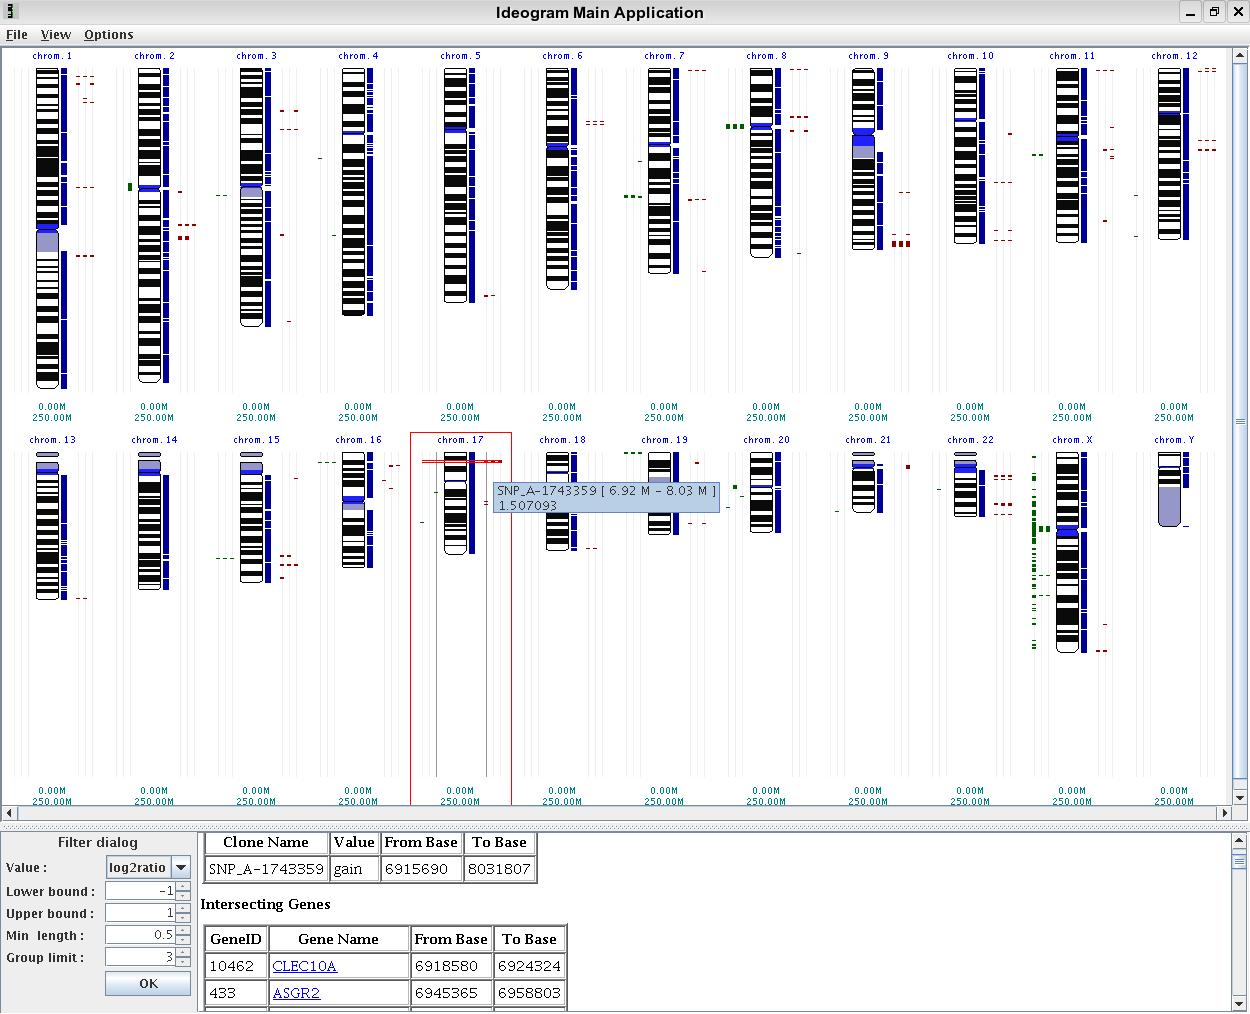 Ideogram Main Application
File View Options
chrom.1 chrom.2 chrom.3 chrom.4 chrom.5 chrom.6 chrom.7 chrom.8 chrom.9 chrom.10 chrom.11 chrom.12
0.00M 0.00M 0.00M 0.00M 0.00M 0.00M 0.00M 0.00M 0.00M 0.00M 0.00M 0.00M
250.00M 250.00M 250.00M 250.00M 250.00M 250.00M 250.00M 250.00M 250.00M 250.00M 250.00M 250.00M
chrom.13 chrom.14 chrom.15 chrom.16 chrom.17 chrom.18 chrom.19 chrom.20 chrom.21 chrom.22 chrom.X chrom.Y
SNP_A-1743359 [ 6.92 M - 8.03 M ]
1.507093
0.00M 0.00M 0.00M 0.00M 0.00M 0.00M 0.00M 0.00M 0.00M 0.00M 0.00M 0.00M
250.00M 250.00M 250.00M 250.00M 250.00M 250.00M 250.00M 250.00M 250.00M 250.00M 250.00M 250.00M
Filter dialog
Value : log2ratio
Lower bound : -1
Upper bound : 1
Min length : 0.5
Group limit : 3
OK
Clone Name Value From Base To Base
SNP_A-1743359 gain 6915690 8031807
Intersecting Genes
GeneID Gene Name From Base To Base
10462 CLEC10A 6918580 6924324
433 ASGR2 6945365 6958803